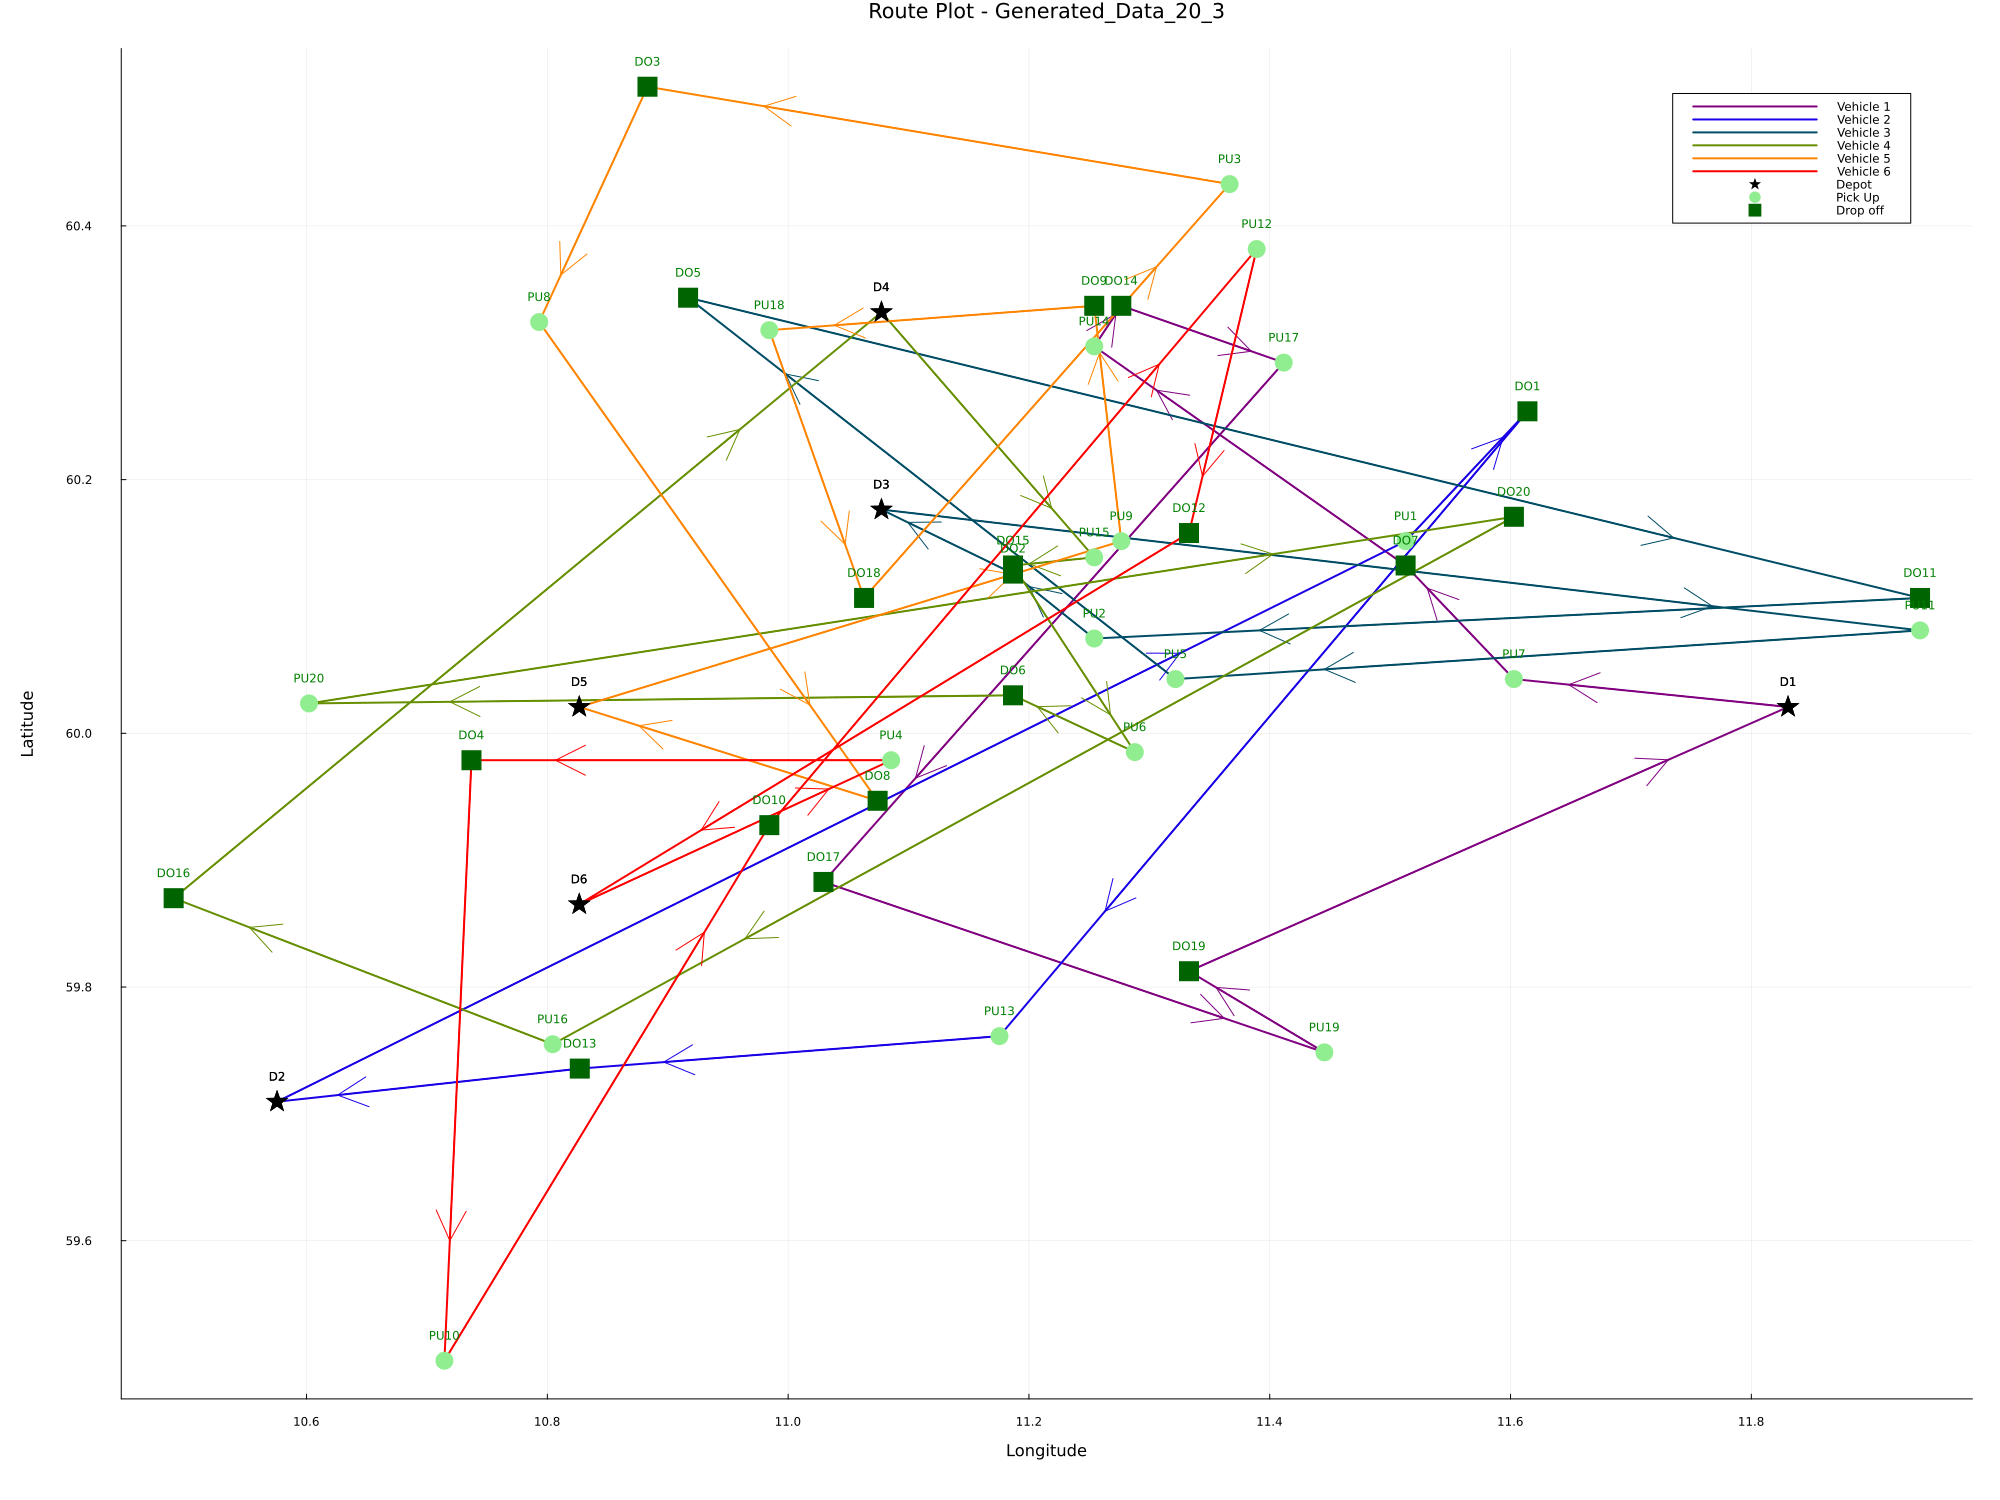 Route Plot - Generated_Data_20_3
Vehicle 1
Vehicle 2
Vehicle 3
Vehicle 4
Vehicle 5
Vehicle 6
Depot
Pick Up
Drop off
DO3
PU3
PU12
DO5
D4
DO9
DO14
PU8
PU18
PU14
PU17
DO1
D3
DO20
DO12
PU9
PU1
PU15
DO15
DO2
DO7
DO18
DO11
PU11
PU2
PU5
PU7
DO6
PU20
D5
D1
PU6
DO4
PU4
DO8
DO10
DO17
DO16
D6
DO19
PU13
PU16
PU19
DO13
D2
PU10
60.4
60.2
60.0
59.8
59.6
Latitude
10.6
10.8
11.0
11.2
11.4
11.6
11.8
Longitude